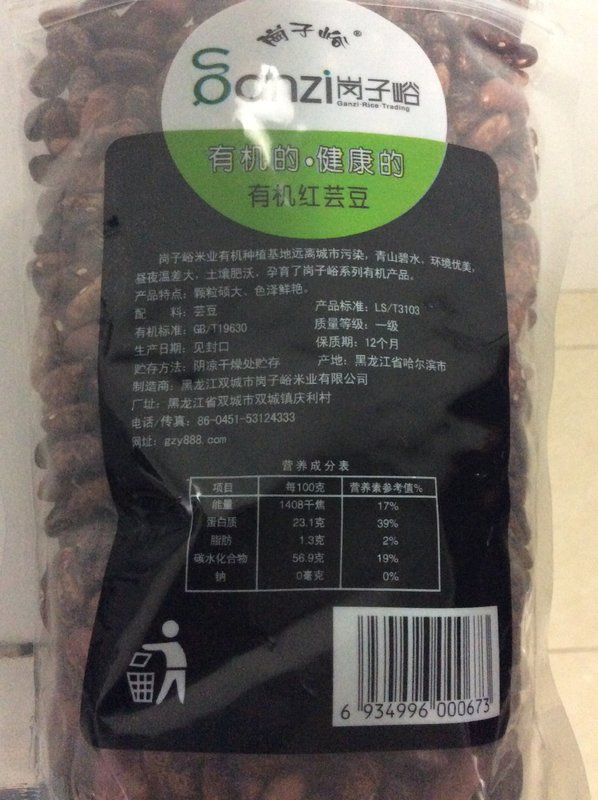 岗子峪®
Ganzi岗子峪
Ganzi·Rice·Trading
有机的·健康的
有机红芸豆
岗子峪米业有机种植基地远离城市污染，青山碧水、环境优美，
昼夜温差大，土壤肥沃，孕育了岗子峪系列有机产品。
产品特点：颗粒硕大、色泽鲜艳。
配 料：芸豆 产品标准：LS/T3103
有机标准：GB/T19630 质量等级：一级
生产日期：见封口 保质期：12个月
贮存方法：阴凉干燥处贮存 产地：黑龙江省哈尔滨市
制造商：黑龙江双城市岗子峪米业有限公司
厂址：黑龙江省双城市双城镇庆利村
电话/传真：86-0451-53124333
网址：gzy888.com
营养成分表
项目 每100克 营养素参考值%
能量 1408千焦 17%
蛋白质 23.1克 39%
脂肪 1.3克 2%
碳水化合物 56.9克 19%
钠 0毫克 0%
6 934996 000673